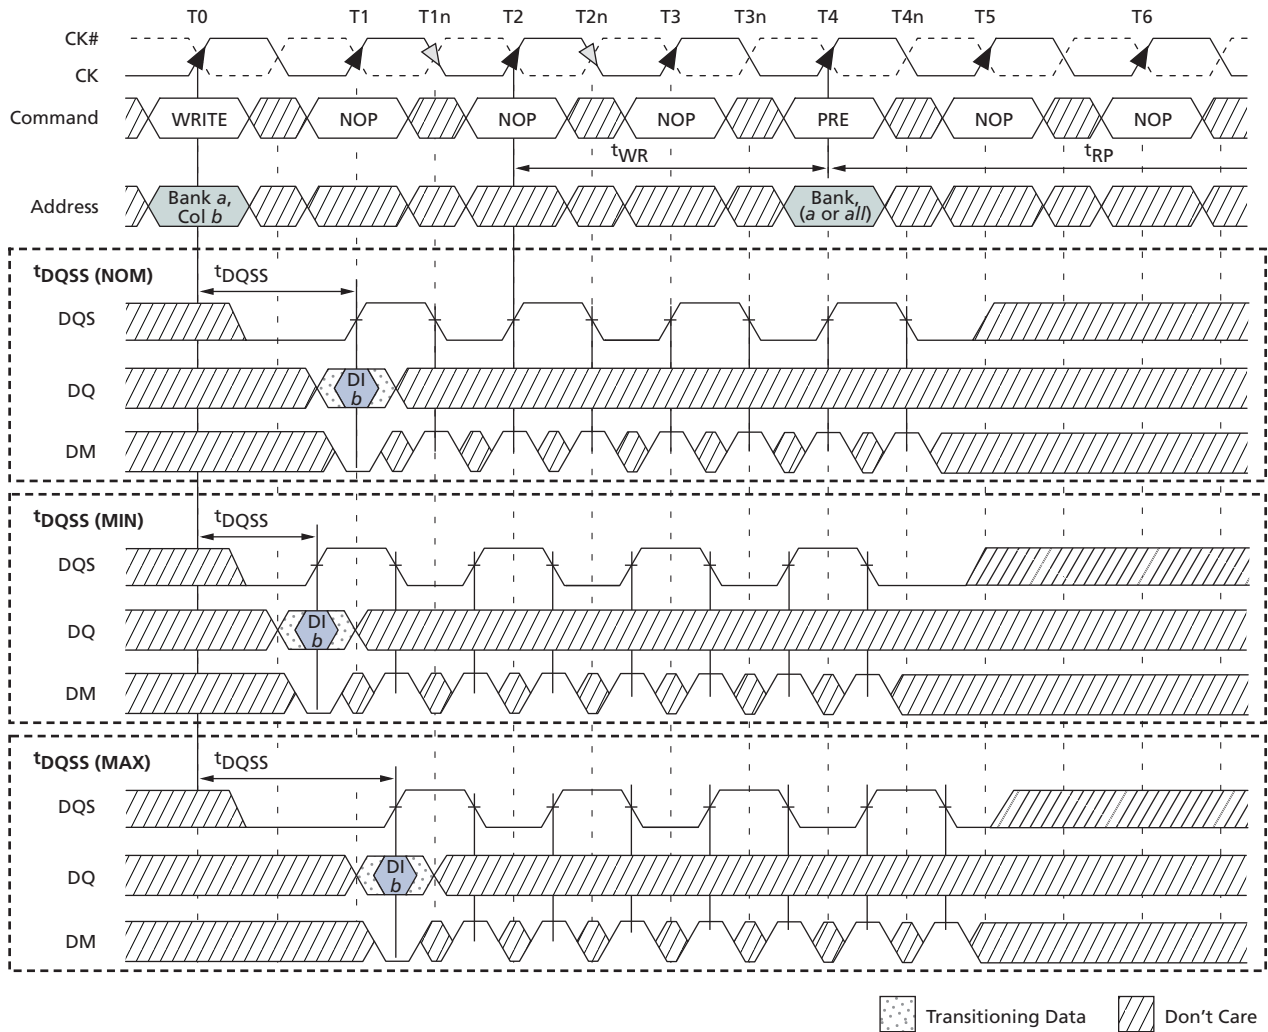 T0 T1 T1n T2 T2n T3 T3n T4 T4n T5 T6
CK#
CK
Command WRITE NOP NOP NOP PRE NOP NOP
tWR tRP
Address Bank a, Col b Bank, (a or all)
tDQSS (NOM) tDQSS
DQS
DQ DI b
DM
tDQSS (MIN) tDQSS
DQS
DQ DI b
DM
tDQSS (MAX) tDQSS
DQS
DQ DI b
DM
Transitioning Data Don't Care